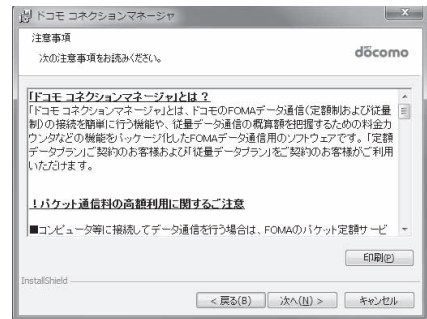 ドコモ コネクションマネージャ
注意事項
次の注意事項をお読みください。
döcomo
「ドコモ コネクションマネージャ」とは？
「ドコモ コネクションマネージャ」とは、ドコモのFOMAデータ通信(定額制および従量
制)の接続を簡単に行う機能や、従量データ通信の概算額を把握するための料金カ
ウンタなどの機能をパッケージ化したFOMAデータ通信用のソフトウェアです。「定額
データプラン」ご契約のお客様および「従量データプラン」をご契約のお客様がご利用
いただけます。
！パケット通信料の高額利用に関するご注意
■コンピュータ等に接続してデータ通信を行う場合は、FOMAのパケット定額サービ
印刷(P)
InstallShield
< 戻る(B)
次へ(N) >
キャンセル